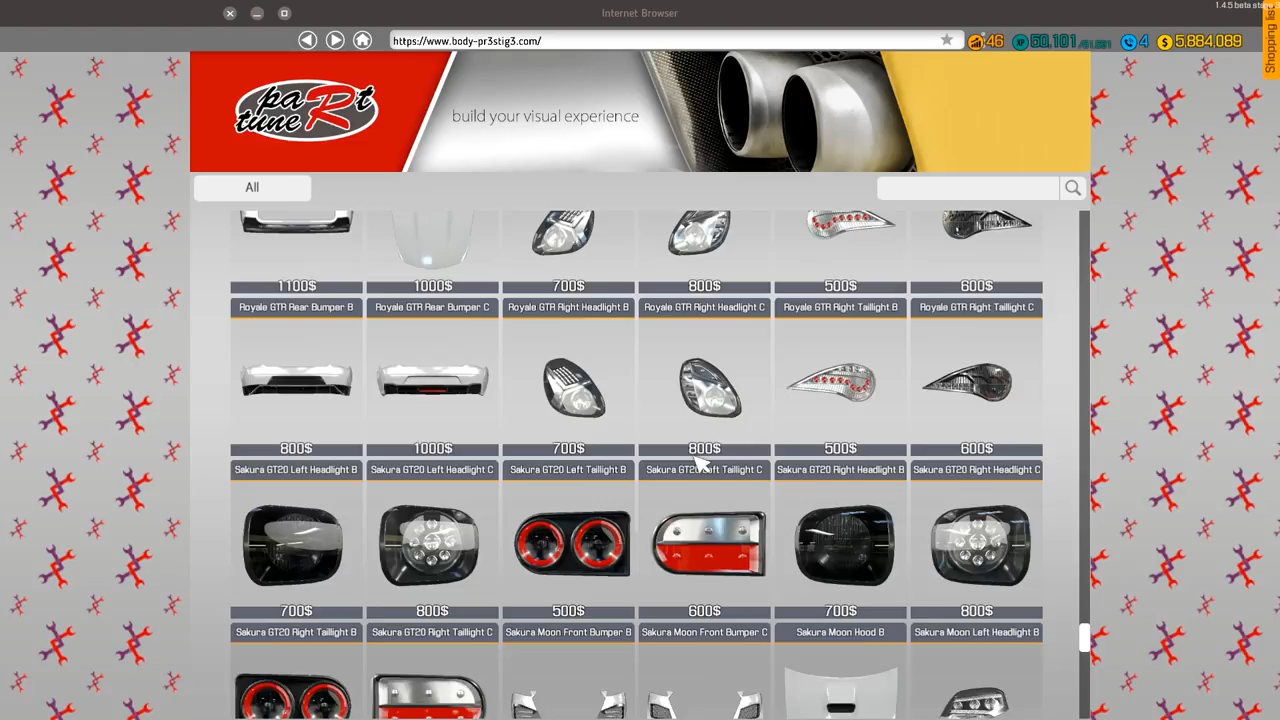 1.4.5 beta stage
Internet Browser
Shopping list
https://www.body-pr3stig3.com/
46
60.101
4
$ 5,884,089
paRt
tuneR
build your visual experience
All
1100$
1000$
700$
800$
500$
600$
Royale GTR Rear Bumper B
Royale GTR Rear Bumper C
Royale GTR Right Headlight B
Royale GTR Right Headlight C
Royale GTR Right Taillight B
Royale GTR Right Taillight C
800$
1000$
700$
800$
500$
600$
Sakura GT20 Left Headlight B
Sakura GT20 Left Headlight C
Sakura GT20 Left Taillight B
Sakura GT20 Left Taillight C
Sakura GT20 Right Headlight B
Sakura GT20 Right Headlight C
700$
800$
500$
600$
700$
800$
Sakura GT20 Right Taillight B
Sakura GT20 Right Taillight C
Sakura Moon Front Bumper B
Sakura Moon Front Bumper C
Sakura Moon Hood B
Sakura Moon Left Headlight B